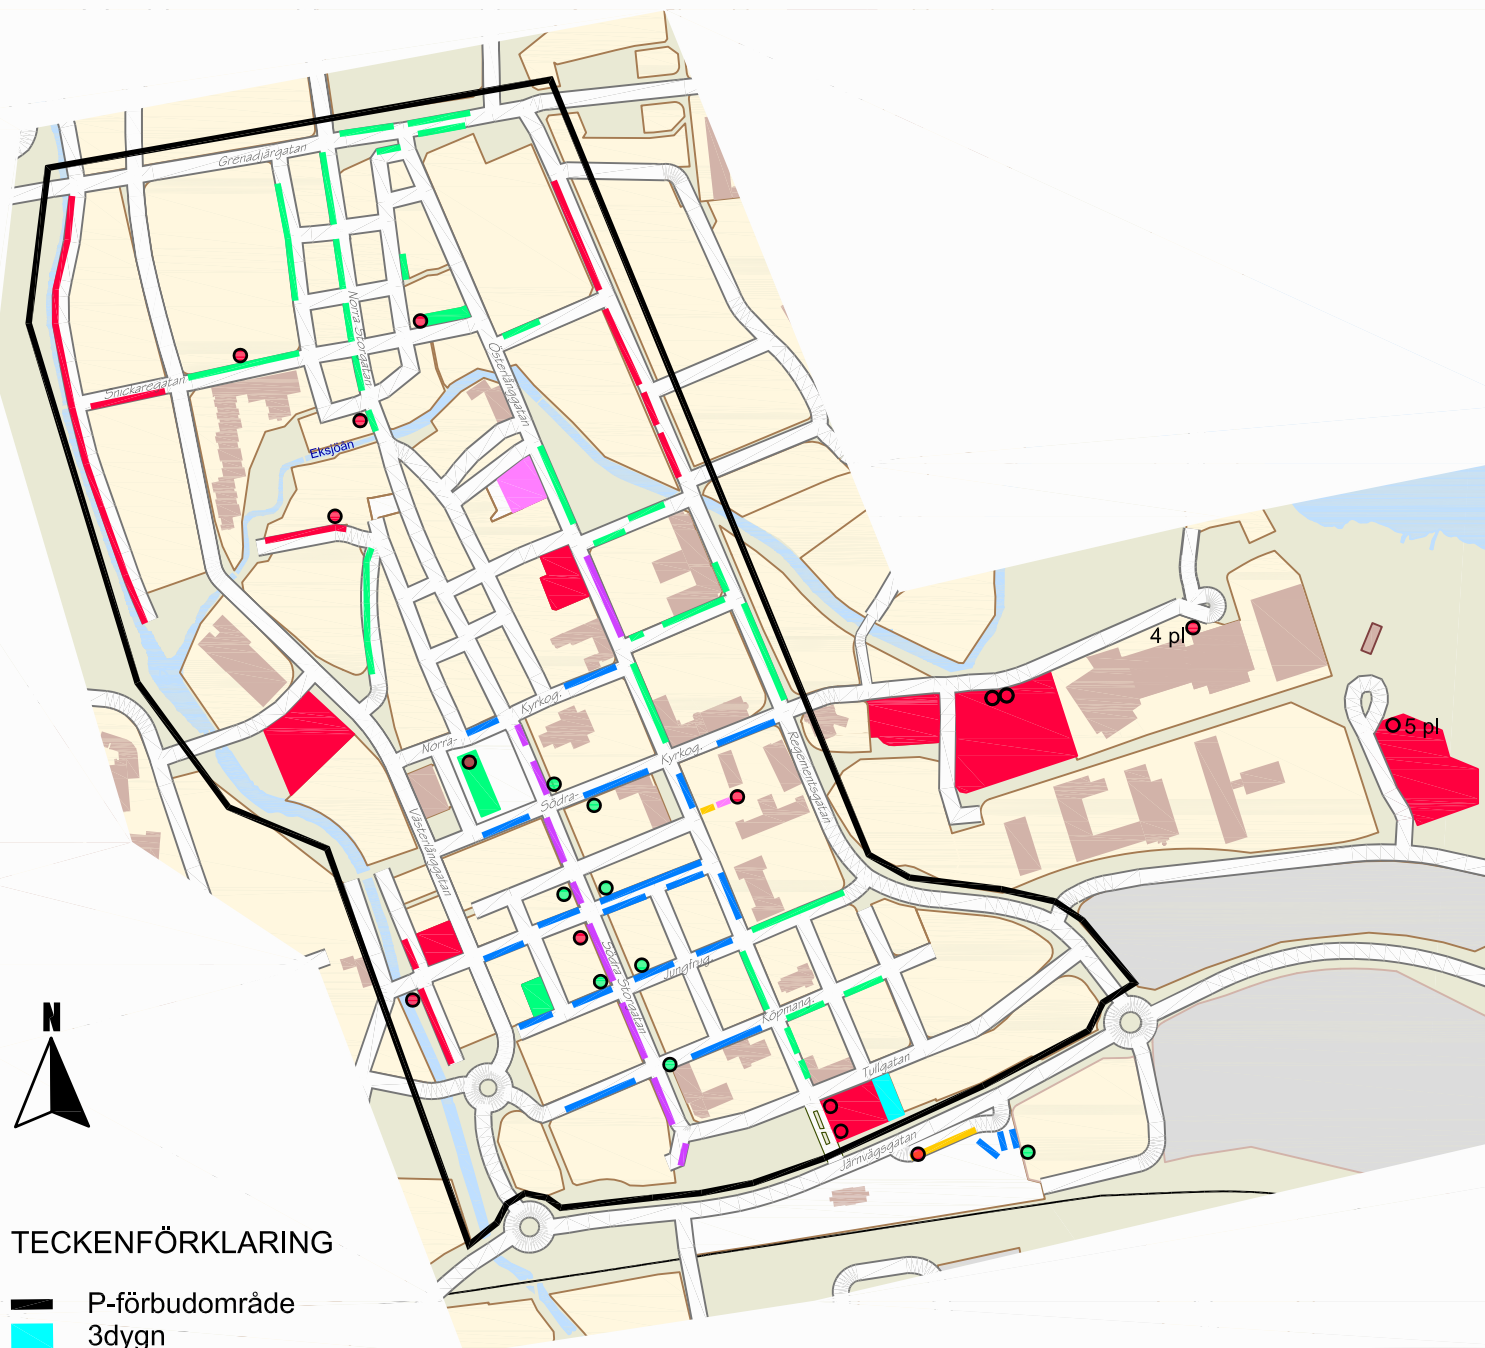 Grenadjärgatan
Norra Storgatan
Österlånggatan
Snickaregatan
Eksjöån
4 pl
5 pl
Kyrkog.
Norra-
Kyrkog.
Södra-
Regementsgatan
Västerlånggatan
Södra Storgatan
Jungfrug.
Köpmang.
Tullgatan
Järnvägsgatan
N
TECKENFÖRKLARING
P-förbudområde
3dygn